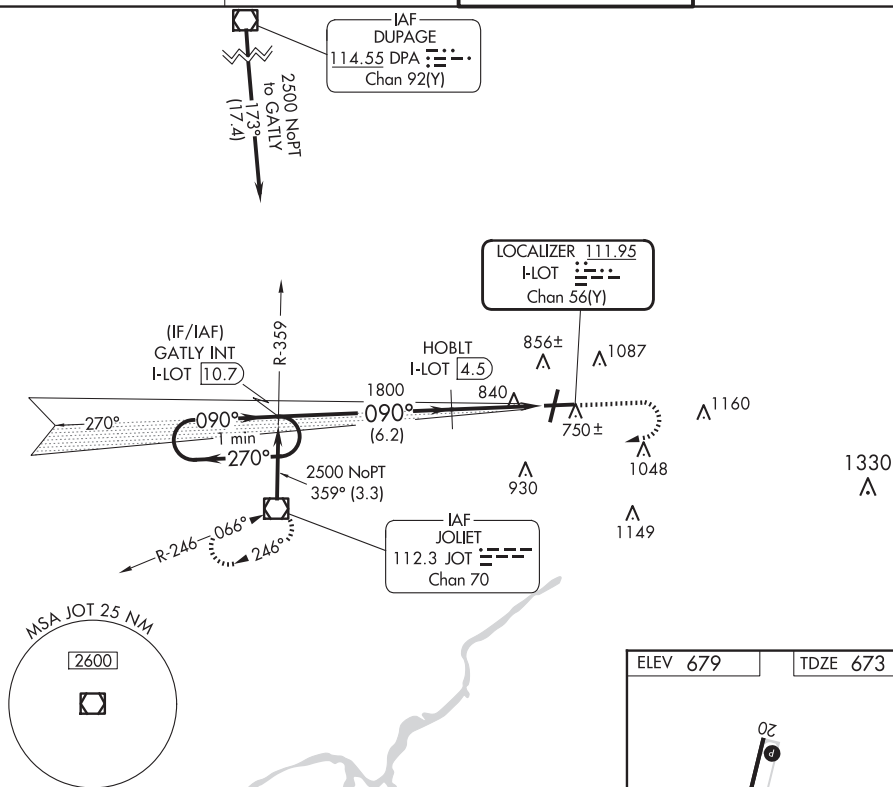 IAF
DUPAGE
114.55 DPA
Chan 92(Y)
2500 NoPT
to GATLY
173°
(17.4)
LOCALIZER 111.95
I-LOT
Chan 56(Y)
R-359
(IF/IAF)
GATLY INT
I-LOT 10.7
HOBLT
I-LOT 4.5
856±
1087
1800
840
270°
090°
090°
1160
1 min
(6.2)
750±
270°
1048
2500 NoPT
359° (3.3)
930
1330
1149
IAF
JOLIET
112.3 JOT
Chan 70
R-246
066°
246°
MSA JOT 25 NM
2600
ELEV 679
TDZE 673
20
P